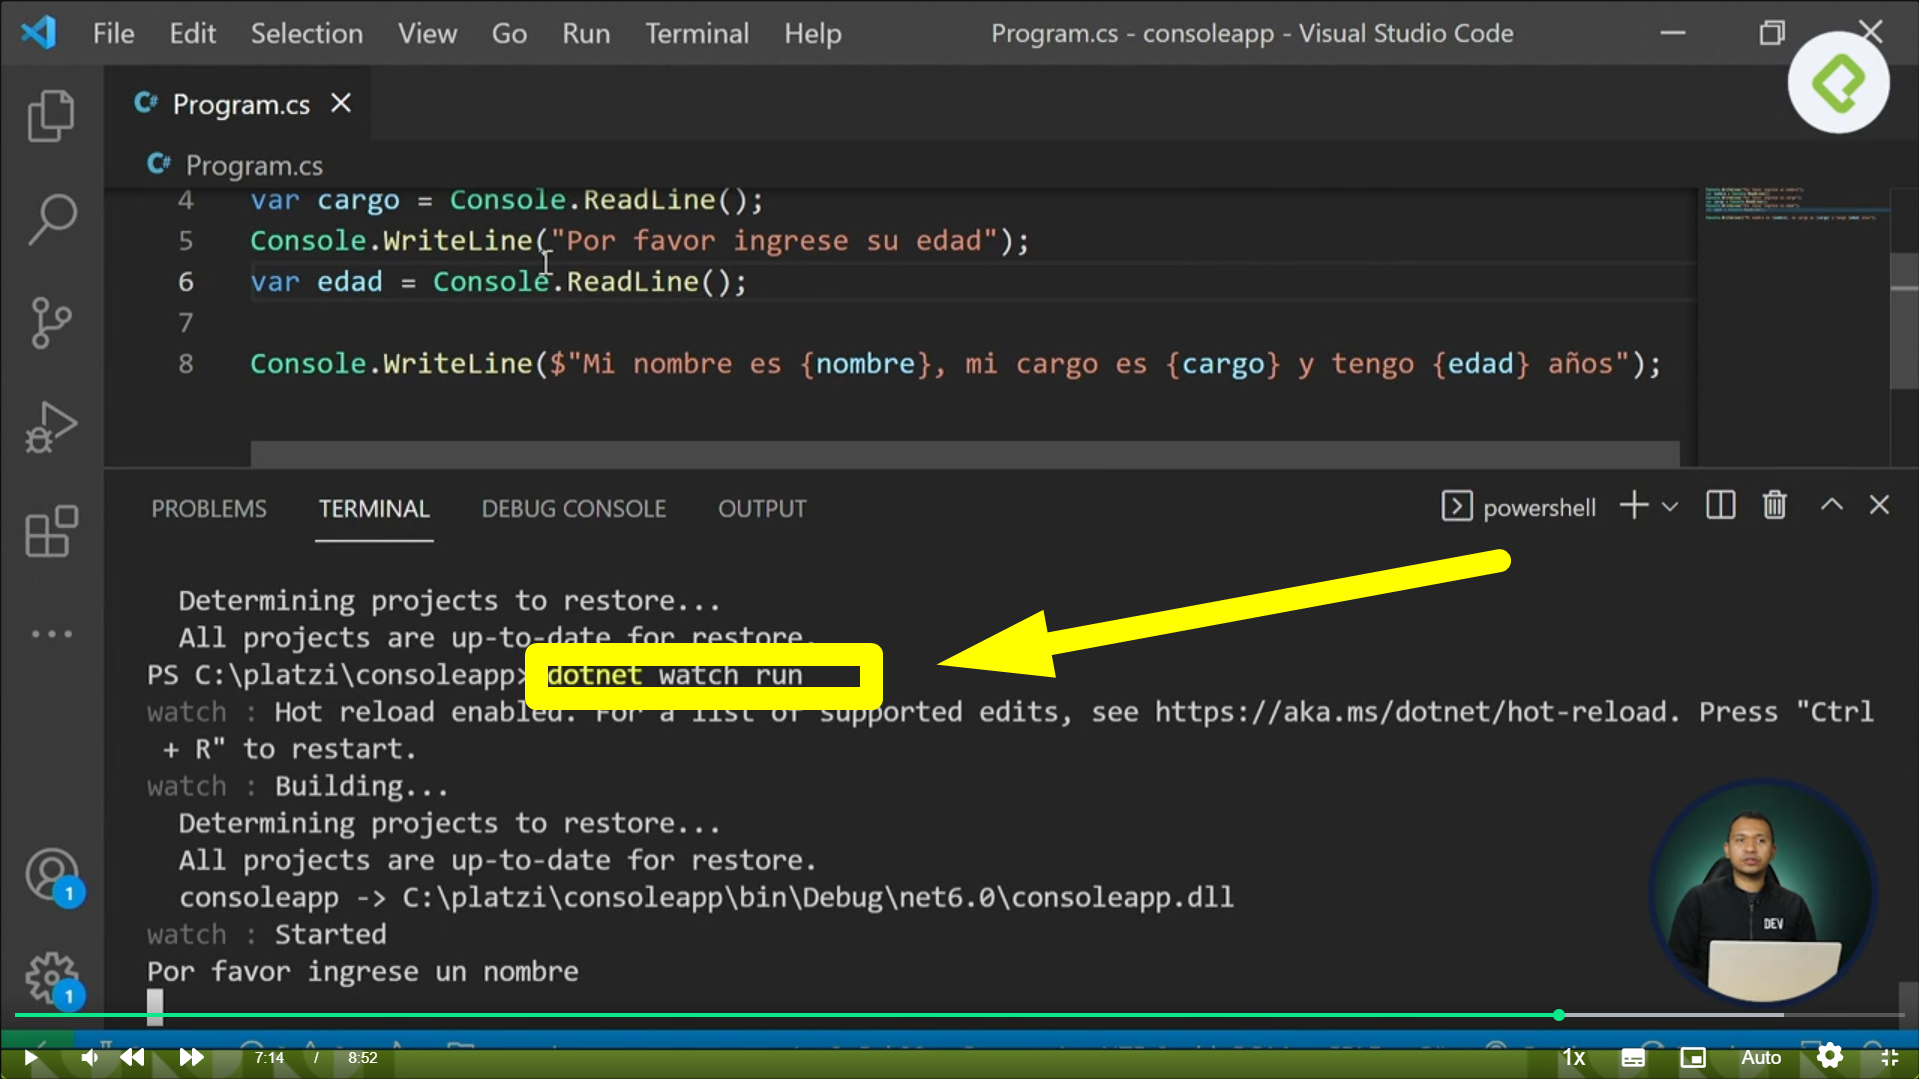 File Edit Selection View Go Run Terminal Help Program.cs - consoleapp - Visual Studio Code
Program.cs
Program.cs
4 var cargo = Console.ReadLine();
5 Console.WriteLine("Por favor ingrese su edad");
6 var edad = Console.ReadLine();
7
8 Console.WriteLine($"Mi nombre es {nombre}, mi cargo es {cargo} y tengo {edad} años");
PROBLEMS TERMINAL DEBUG CONSOLE OUTPUT powershell
Determining projects to restore...
All projects are up-to-date for restore.
PS C:\platzi\consoleapp> dotnet watch run
watch : Hot reload enabled. For a list of supported edits, see https://aka.ms/dotnet/hot-reload. Press "Ctrl
+ R" to restart.
watch : Building...
Determining projects to restore...
All projects are up-to-date for restore.
consoleapp -> C:\platzi\consoleapp\bin\Debug\net6.0\consoleapp.dll
watch : Started
Por favor ingrese un nombre
1
1
DEV
7:14 / 8:52 1x Auto